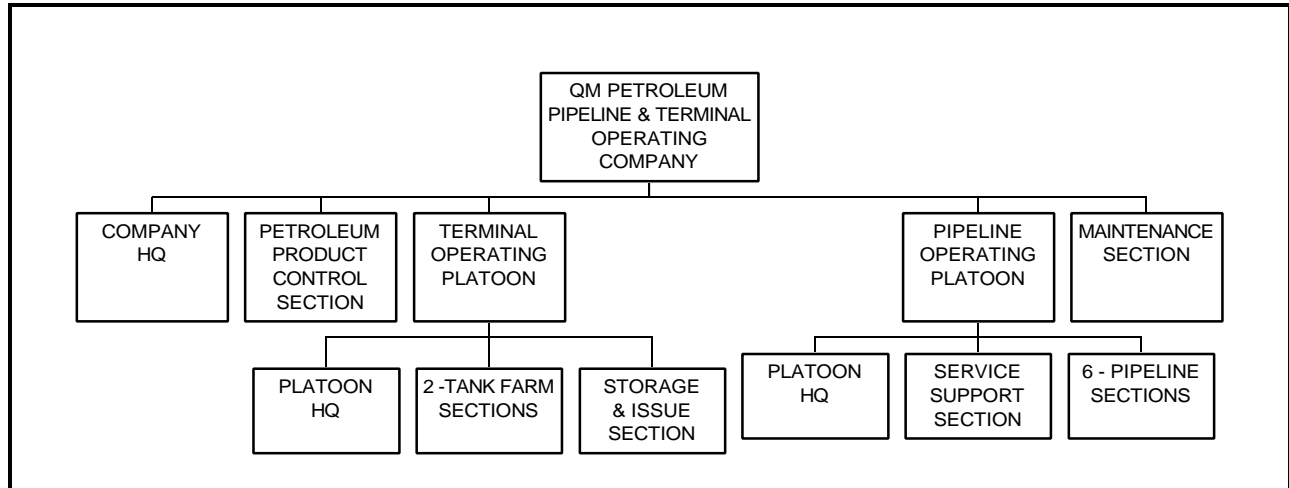 QM PETROLEUM
PIPELINE & TERMINAL
OPERATING
COMPANY
COMPANY
HQ
PETROLEUM
PRODUCT
CONTROL
SECTION
TERMINAL
OPERATING
PLATOON
PIPELINE
OPERATING
PLATOON
MAINTENANCE
SECTION
PLATOON
HQ
2 -TANK FARM
SECTIONS
STORAGE
& ISSUE
SECTION
PLATOON
HQ
SERVICE
SUPPORT
SECTION
6 - PIPELINE
SECTIONS